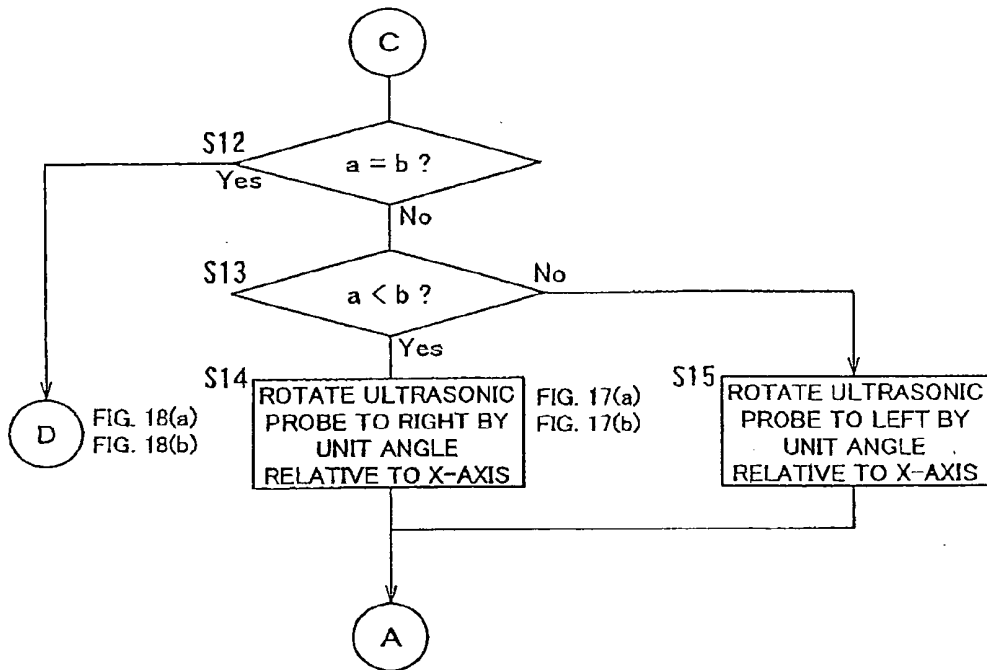 C
S12
a = b ?
Yes
No
S13
a < b ?
No
Yes
S14
ROTATE ULTRASONIC
PROBE TO RIGHT BY
UNIT ANGLE
RELATIVE TO X-AXIS
FIG. 17(a)
FIG. 17(b)
S15
ROTATE ULTRASONIC
PROBE TO LEFT BY
UNIT ANGLE
RELATIVE TO X-AXIS
D
FIG. 18(a)
FIG. 18(b)
A